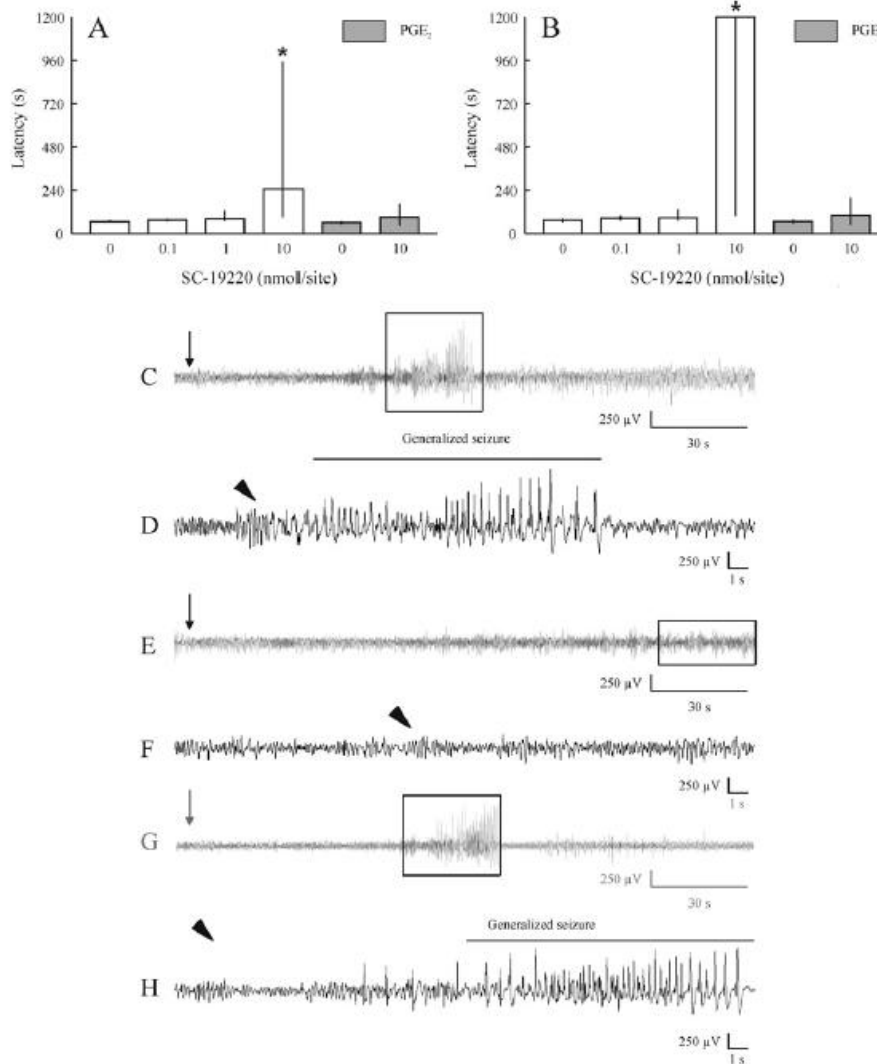 A
PGE₂
*
1200
960
720
480
240
0
Latency (s)
0 0.1 1 10 0 10
SC-19220 (nmol/site)
B
PGE
*
1200
960
720
480
240
0
Latency (s)
0 0.1 1 10 0 10
SC-19220 (nmol/site)
C
250 µV
30 s
Generalized seizure
D
250 µV
1 s
E
250 µV
30 s
F
250 µV
1 s
G
250 µV
30 s
Generalized seizure
H
250 µV
1 s